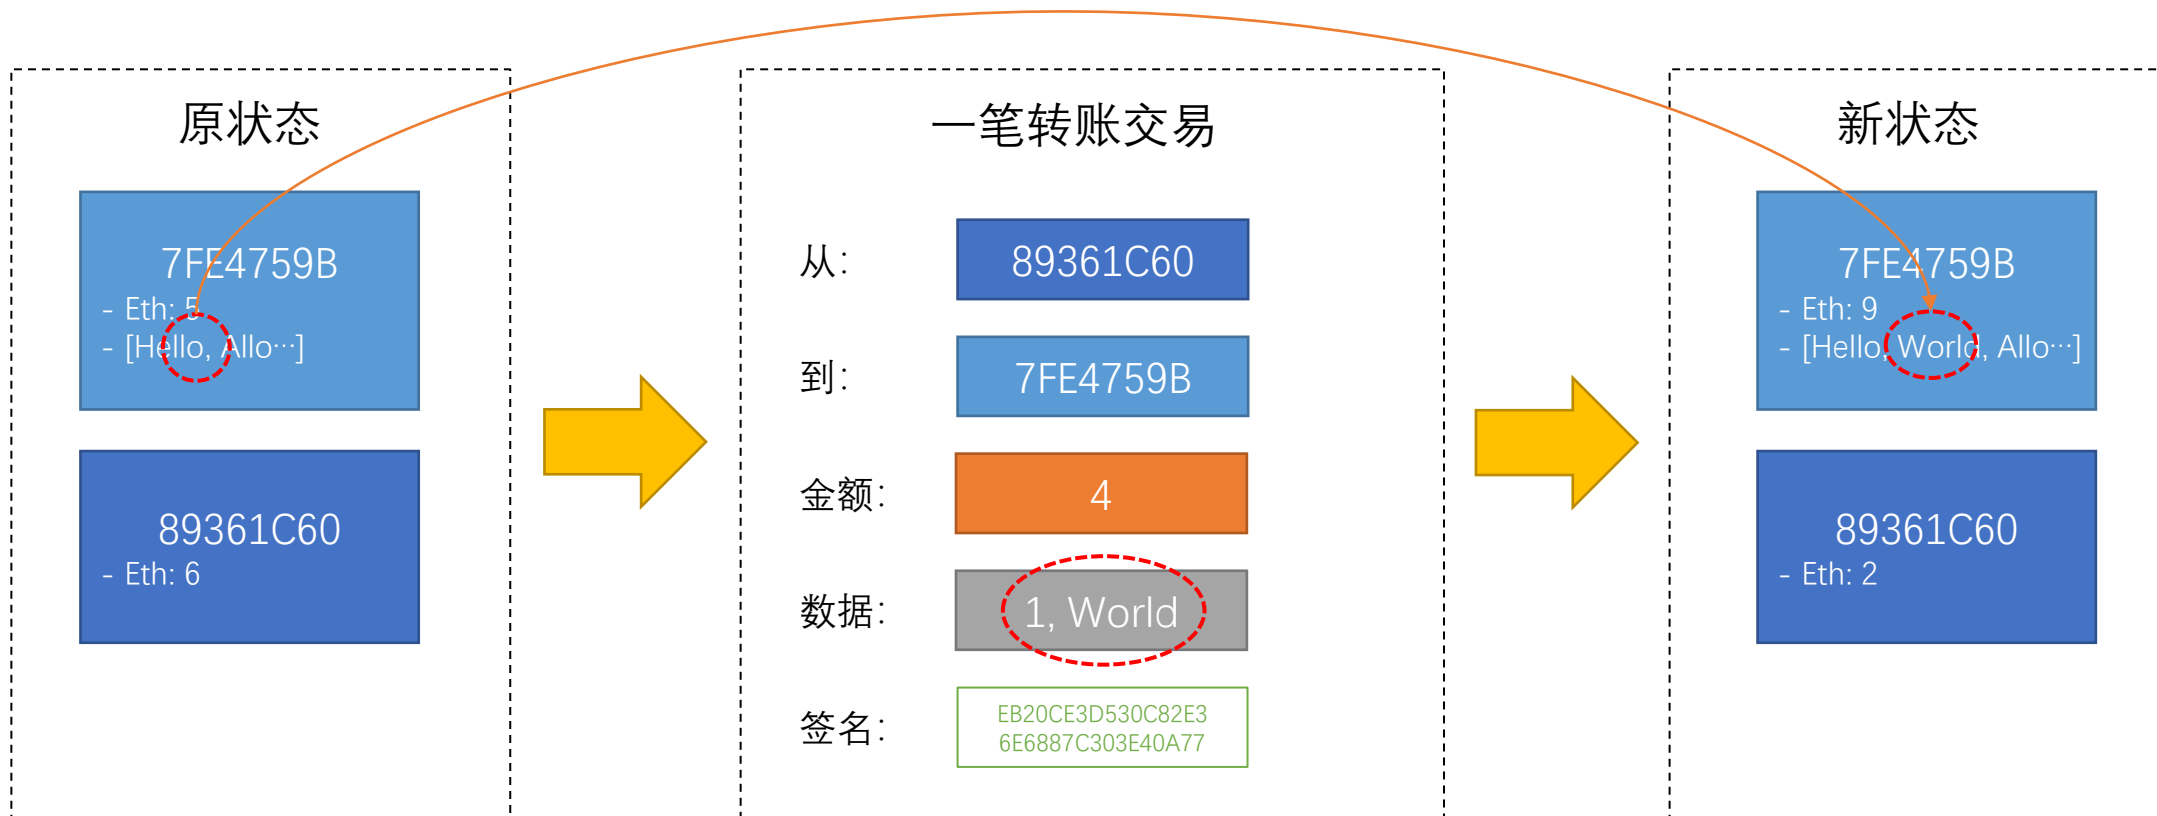 原状态
7FE4759B
- Eth: 5
- [Hello, Allo…]
89361C60
- Eth: 6
一笔转账交易
从: 89361C60
到: 7FE4759B
金额: 4
数据: 1, World
签名: EB20CE3D530C82E3
6E6887C303E40A77
新状态
7FE4759B
- Eth: 9
- [Hello, World, Allo…]
89361C60
- Eth: 2